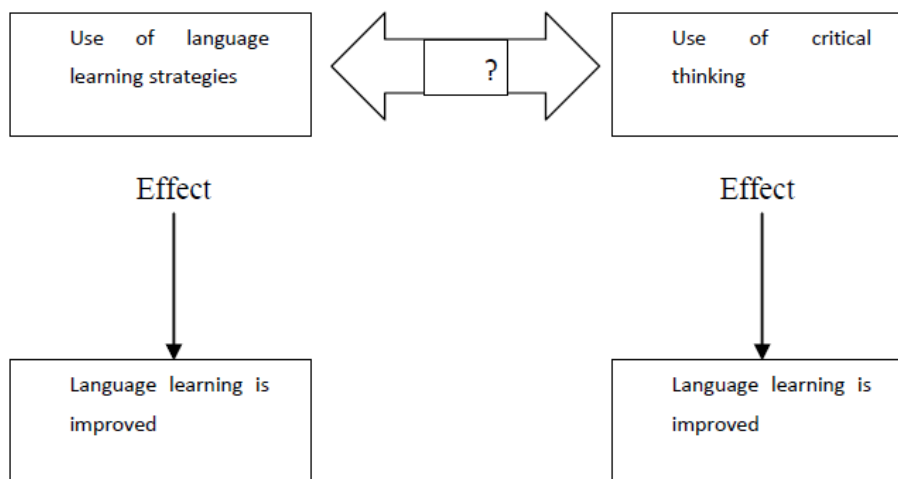 Use of language
learning strategies
?
Use of critical
thinking
Effect
Effect
Language learning is
improved
Language learning is
improved